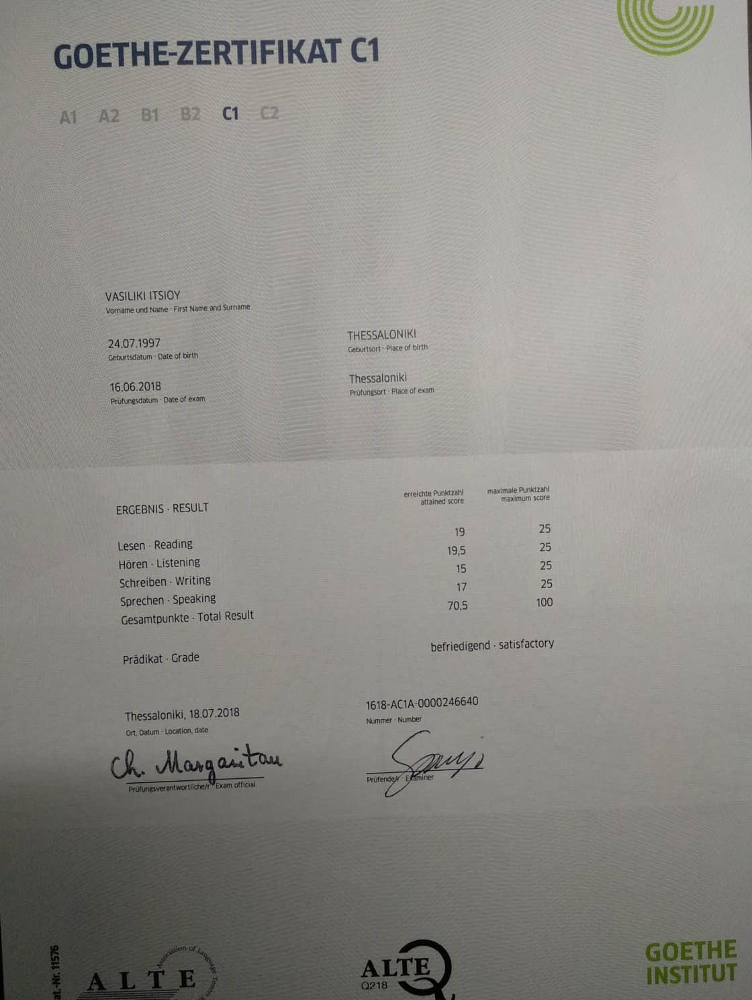 GOETHE-ZERTIFIKAT C1
A1 A2 B1 B2 C1 C2
VASILIKI ITSIOY
Vorname und Name · First Name and Surname
24.07.1997
Geburtsdatum · Date of birth
THESSALONIKI
Geburtsort · Place of birth
16.06.2018
Prüfungsdatum · Date of exam
Thessaloniki
Prüfungsort · Place of exam
erreichte Punktzahl maximale Punktzahl
ERGEBNIS · RESULT attained score maximum score
Lesen · Reading 19 25
Hören · Listening 19,5 25
Schreiben · Writing 15 25
Sprechen · Speaking 17 25
Gesamtpunkte · Total Result 70,5 100
Prädikat · Grade befriedigend · satisfactory
Thessaloniki, 18.07.2018
Ort, Datum · Location, date
1618-AC1A-0000246640
Nummer · Number
Ch. Margaritou
Prüfungsverantwortliche/r · Exam official
Prüfende/r · Examiner
at.-Nr. 11576
Association of Language Testers
ALTE
ALTE
Q218
GOETHE
INSTITUT